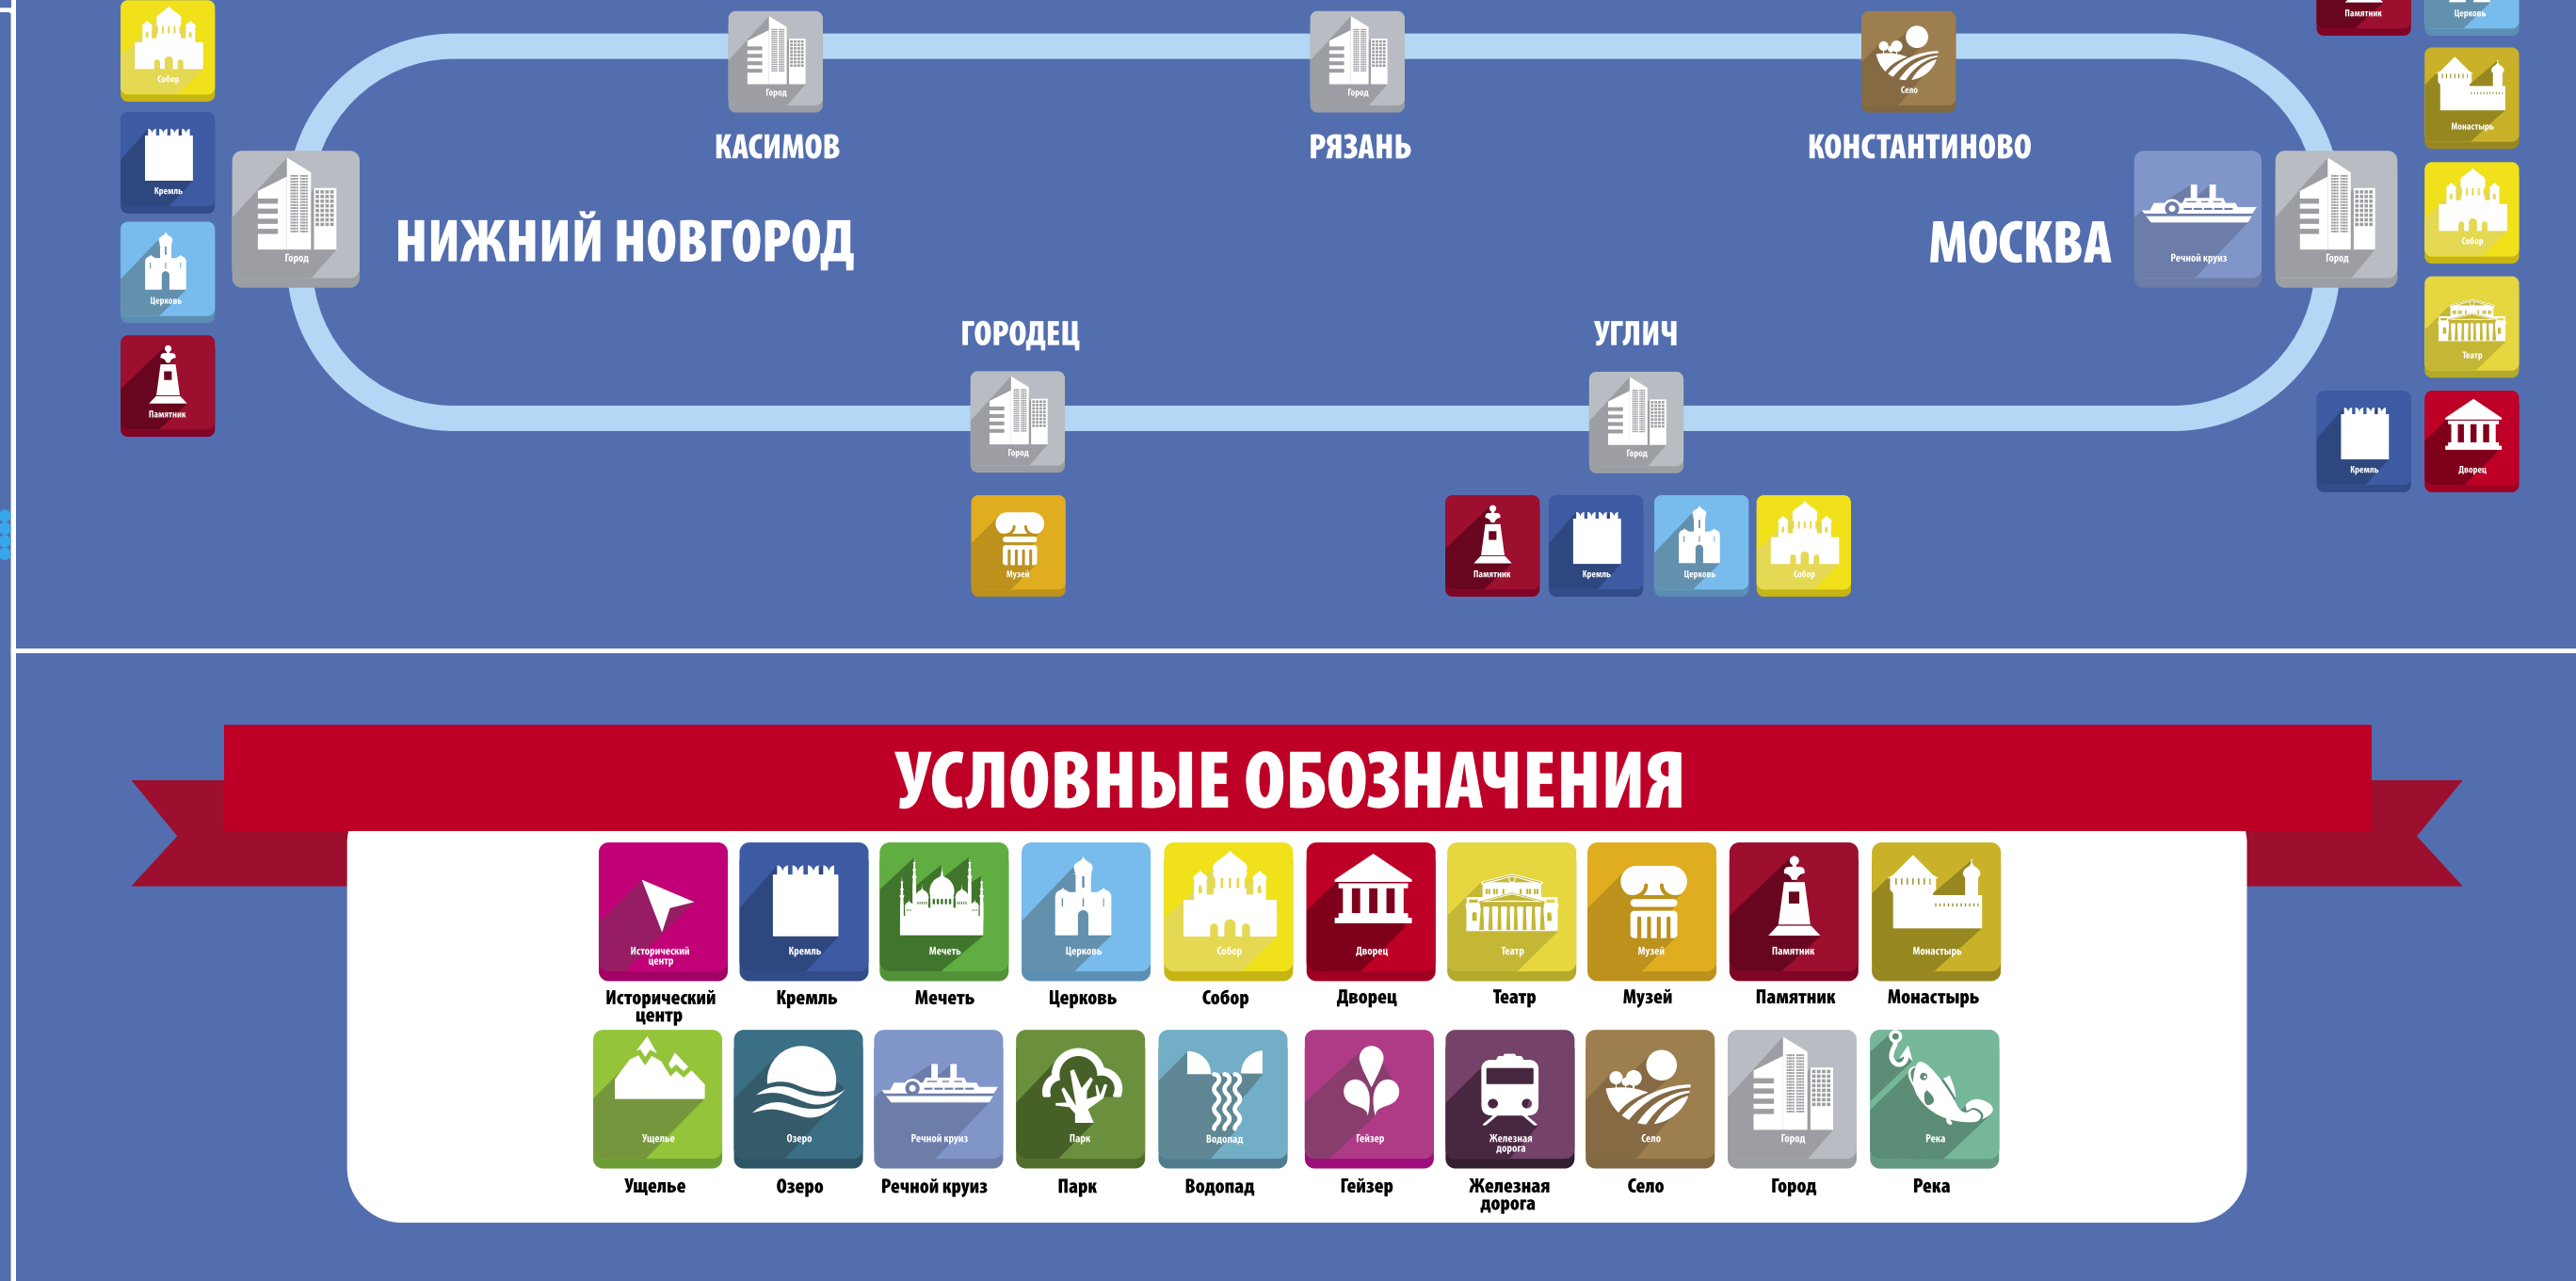 Памятник
Церковь
Собор
Город
Город
Село
Монастырь
КАСИМОВ
РЯЗАНЬ
КОНСТАНТИНОВО
Кремль
Город
НИЖНИЙ НОВГОРОД
МОСКВА
Речной круиз
Город
Собор
Церковь
ГОРОДЕЦ
УГЛИЧ
Театр
Памятник
Город
Город
Кремль
Дворец
Музей
Памятник
Кремль
Церковь
Собор
УСЛОВНЫЕ ОБОЗНАЧЕНИЯ
Исторический
центр
Кремль
Мечеть
Церковь
Собор
Дворец
Театр
Музей
Памятник
Монастырь
Исторический
центр
Кремль
Мечеть
Церковь
Собор
Дворец
Театр
Музей
Памятник
Монастырь
Ущелье
Озеро
Речной круиз
Парк
Водопад
Гейзер
Железная
дорога
Село
Город
Река
Ущелье
Озеро
Речной круиз
Парк
Водопад
Гейзер
Железная
дорога
Село
Город
Река